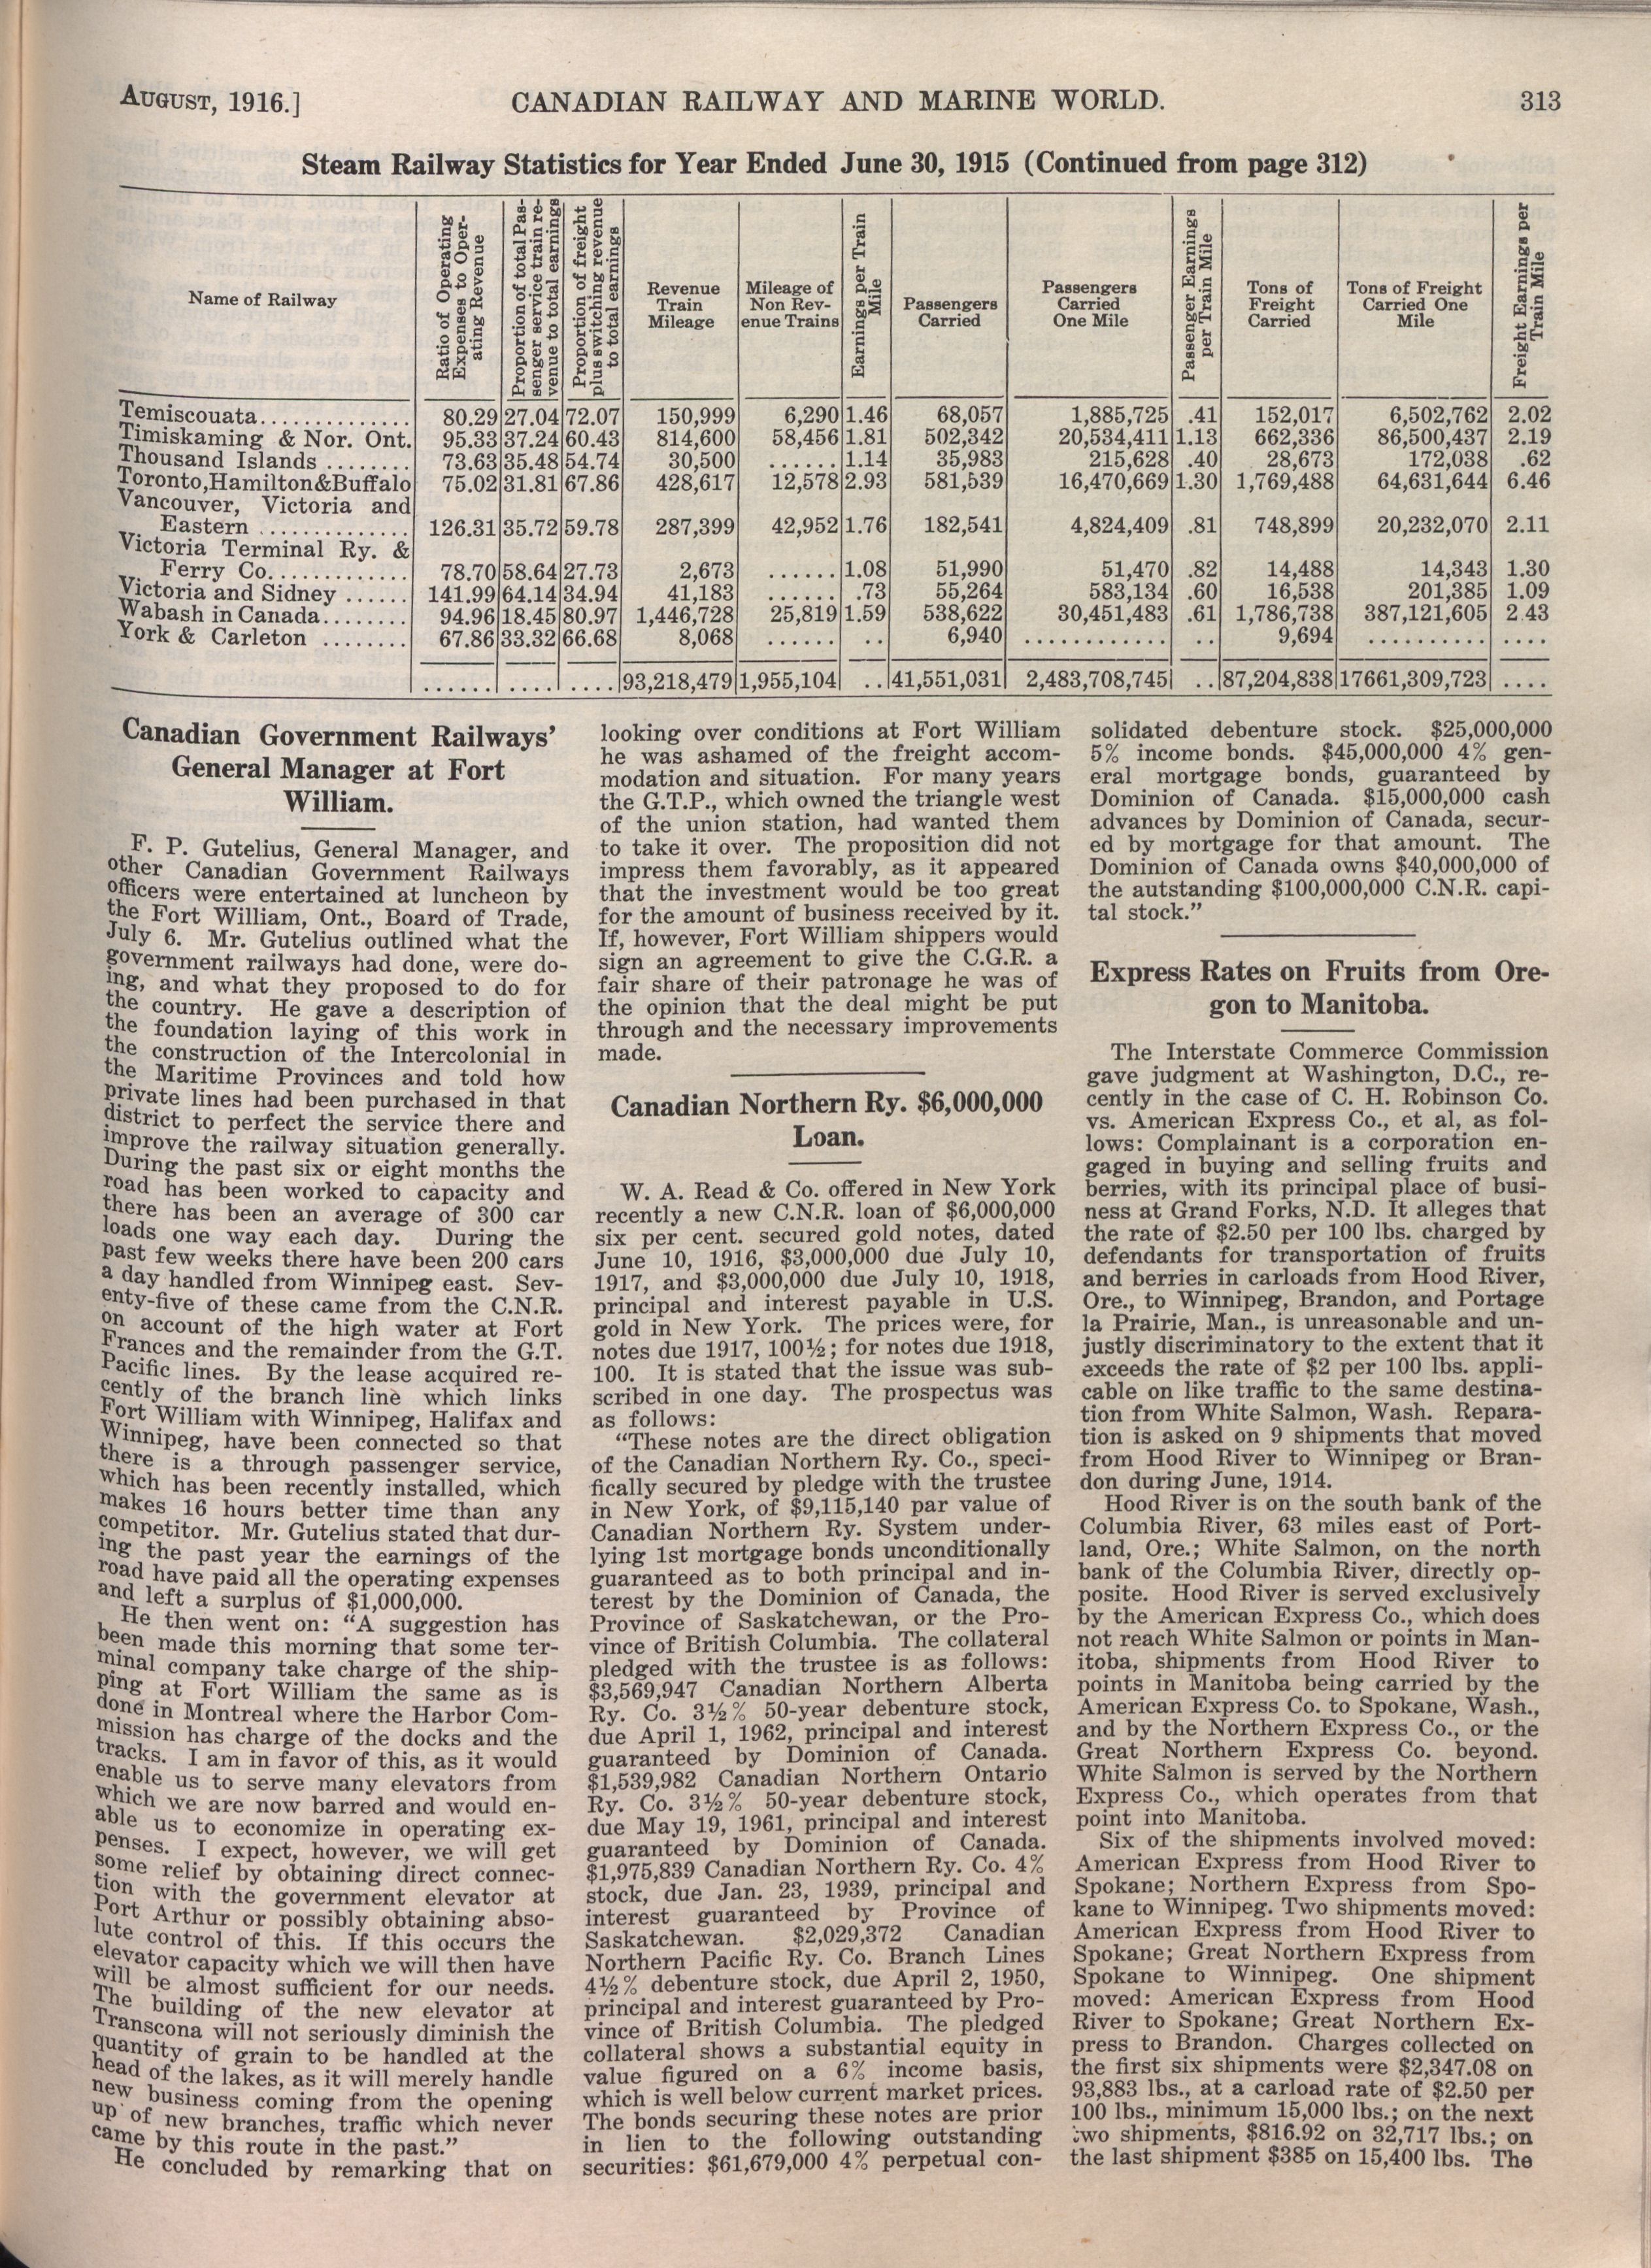 AUGUST, 1916.] CANADIAN RAILWAY AND MARINE WORLD. 313
Steam Railway Statistics for Year Ended June 30, 1915 (Continued from page 312)
Name of Railway | Ratio of Operating Expenses to Operating Revenue | Proportion of total Passenger service train revenue to total earnings | Proportion of freight plus switching revenue to total earnings | Revenue Train Mileage | Mileage of Non Revenue Trains | Earnings per Train Mile | Passengers Carried | Passengers Carried One Mile | Passenger Earnings per Train Mile | Tons of Freight Carried | Tons of Freight Carried One Mile | Freight Earnings per Train Mile
Temiscouata............... 80.29 27.04 72.07 150,999 6,290 1.46 68,057 1,885,725 .41 152,017 6,502,762 2.02
Timiskaming & Nor. Ont. 95.33 37.24 60.43 814,600 58,456 1.81 502,342 20,534,411 1.13 662,336 86,500,437 2.19
Thousand Islands ........ 73.63 35.48 54.74 30,500 ...... 1.14 35,983 215,628 .40 28,673 172,038 .62
Toronto,Hamilton&Buffalo 75.02 31.81 67.86 428,617 12,578 2.93 581,539 16,470,669 1.30 1,769,488 64,631,644 6.46
Vancouver, Victoria and
Eastern .............. 126.31 35.72 59.78 287,399 42,952 1.76 182,541 4,824,409 .81 748,899 20,232,070 2.11
Victoria Terminal Ry. &
Ferry Co............. 78.70 58.64 27.73 2,673 ...... 1.08 51,990 51,470 .82 14,488 14,343 1.30
Victoria and Sidney ...... 141.99 64.14 34.94 41,183 ...... .73 55,264 583,134 .60 16,538 201,385 1.09
Wabash in Canada........ 94.96 18.45 80.97 1,446,728 25,819 1.59 538,622 30,451,483 .61 1,786,738 387,121,605 2.43
York & Carleton ........ 67.86 33.32 66.68 8,068 ...... .. 6,940 ............ .. 9,694 .......... ....
...... .... .... 93,218,479 1,955,104 .. 41,551,031 2,483,708,745 .. 87,204,838 17661,309,723 ....
Canadian Government Railways'
General Manager at Fort
William.
F. P. Gutelius, General Manager, and
other Canadian Government Railways
officers were entertained at luncheon by
the Fort William, Ont., Board of Trade,
July 6. Mr. Gutelius outlined what the
government railways had done, were do-
ing, and what they proposed to do for
the country. He gave a description of
the foundation laying of this work in
the construction of the Intercolonial in
the Maritime Provinces and told how
private lines had been purchased in that
district to perfect the service there and
improve the railway situation generally.
During the past six or eight months the
road has been worked to capacity and
there has been an average of 300 car
loads one way each day. During the
past few weeks there have been 200 cars
a day handled from Winnipeg east. Sev-
enty-five of these came from the C.N.R.
on account of the high water at Fort
Frances and the remainder from the G.T.
Pacific lines. By the lease acquired re-
cently of the branch line which links
Fort William with Winnipeg, Halifax and
Winnipeg, have been connected so that
there is a through passenger service,
which has been recently installed, which
makes 16 hours better time than any
competitor. Mr. Gutelius stated that dur-
ing the past year the earnings of the
road have paid all the operating expenses
and left a surplus of $1,000,000.
He then went on: "A suggestion has
been made this morning that some ter-
minal company take charge of the ship-
ping at Fort William the same as is
done in Montreal where the Harbor Com-
mission has charge of the docks and the
tracks. I am in favor of this, as it would
enable us to serve many elevators from
which we are now barred and would en-
able us to economize in operating ex-
penses. I expect, however, we will get
some relief by obtaining direct connec-
tion with the government elevator at
Port Arthur or possibly obtaining abso-
lute control of this. If this occurs the
elevator capacity which we will then have
will be almost sufficient for our needs.
The building of the new elevator at
Transcona will not seriously diminish the
quantity of grain to be handled at the
head of the lakes, as it will merely handle
new business coming from the opening
up of new branches, traffic which never
came by this route in the past."
He concluded by remarking that on
looking over conditions at Fort William
he was ashamed of the freight accom-
modation and situation. For many years
the G.T.P., which owned the triangle west
of the union station, had wanted them
to take it over. The proposition did not
impress them favorably, as it appeared
that the investment would be too great
for the amount of business received by it.
If, however, Fort William shippers would
sign an agreement to give the C.G.R. a
fair share of their patronage he was of
the opinion that the deal might be put
through and the necessary improvements
made.
Canadian Northern Ry. $6,000,000
Loan.
W. A. Read & Co. offered in New York
recently a new C.N.R. loan of $6,000,000
six per cent. secured gold notes, dated
June 10, 1916, $3,000,000 due July 10,
1917, and $3,000,000 due July 10, 1918,
principal and interest payable in U.S.
gold in New York. The prices were, for
notes due 1917, 100½; for notes due 1918,
100. It is stated that the issue was sub-
scribed in one day. The prospectus was
as follows:
"These notes are the direct obligation
of the Canadian Northern Ry. Co., speci-
fically secured by pledge with the trustee
in New York, of $9,115,140 par value of
Canadian Northern Ry. System under-
lying 1st mortgage bonds unconditionally
guaranteed as to both principal and in-
terest by the Dominion of Canada, the
Province of Saskatchewan, or the Pro-
vince of British Columbia. The collateral
pledged with the trustee is as follows:
$3,569,947 Canadian Northern Alberta
Ry. Co. 3½% 50-year debenture stock,
due April 1, 1962, principal and interest
guaranteed by Dominion of Canada.
$1,539,982 Canadian Northern Ontario
Ry. Co. 3½% 50-year debenture stock,
due May 19, 1961, principal and interest
guaranteed by Dominion of Canada.
$1,975,839 Canadian Northern Ry. Co. 4%
stock, due Jan. 23, 1939, principal and
interest guaranteed by Province of
Saskatchewan. $2,029,372 Canadian
Northern Pacific Ry. Co. Branch Lines
4½% debenture stock, due April 2, 1950,
principal and interest guaranteed by Pro-
vince of British Columbia. The pledged
collateral shows a substantial equity in
value figured on a 6% income basis,
which is well below current market prices.
The bonds securing these notes are prior
in lien to the following outstanding
securities: $61,679,000 4% perpetual con-
solidated debenture stock. $25,000,000
5% income bonds. $45,000,000 4% gen-
eral mortgage bonds, guaranteed by
Dominion of Canada. $15,000,000 cash
advances by Dominion of Canada, secur-
ed by mortgage for that amount. The
Dominion of Canada owns $40,000,000 of
the autstanding $100,000,000 C.N.R. capi-
tal stock."
Express Rates on Fruits from Ore-
gon to Manitoba.
The Interstate Commerce Commission
gave judgment at Washington, D.C., re-
cently in the case of C. H. Robinson Co.
vs. American Express Co., et al, as fol-
lows: Complainant is a corporation en-
gaged in buying and selling fruits and
berries, with its principal place of busi-
ness at Grand Forks, N.D. It alleges that
the rate of $2.50 per 100 lbs. charged by
defendants for transportation of fruits
and berries in carloads from Hood River,
Ore., to Winnipeg, Brandon, and Portage
la Prairie, Man., is unreasonable and un-
justly discriminatory to the extent that it
exceeds the rate of $2 per 100 lbs. appli-
cable on like traffic to the same destina-
tion from White Salmon, Wash. Repara-
tion is asked on 9 shipments that moved
from Hood River to Winnipeg or Bran-
don during June, 1914.
Hood River is on the south bank of the
Columbia River, 63 miles east of Port-
land, Ore.; White Salmon, on the north
bank of the Columbia River, directly op-
posite. Hood River is served exclusively
by the American Express Co., which does
not reach White Salmon or points in Man-
itoba, shipments from Hood River to
points in Manitoba being carried by the
American Express Co. to Spokane, Wash.,
and by the Northern Express Co., or the
Great Northern Express Co. beyond.
White Salmon is served by the Northern
Express Co., which operates from that
point into Manitoba.
Six of the shipments involved moved:
American Express from Hood River to
Spokane; Northern Express from Spo-
kane to Winnipeg. Two shipments moved:
American Express from Hood River to
Spokane; Great Northern Express from
Spokane to Winnipeg. One shipment
moved: American Express from Hood
River to Spokane; Great Northern Ex-
press to Brandon. Charges collected on
the first six shipments were $2,347.08 on
93,883 lbs., at a carload rate of $2.50 per
100 lbs., minimum 15,000 lbs.; on the next
two shipments, $816.92 on 32,717 lbs.; on
the last shipment $385 on 15,400 lbs. The